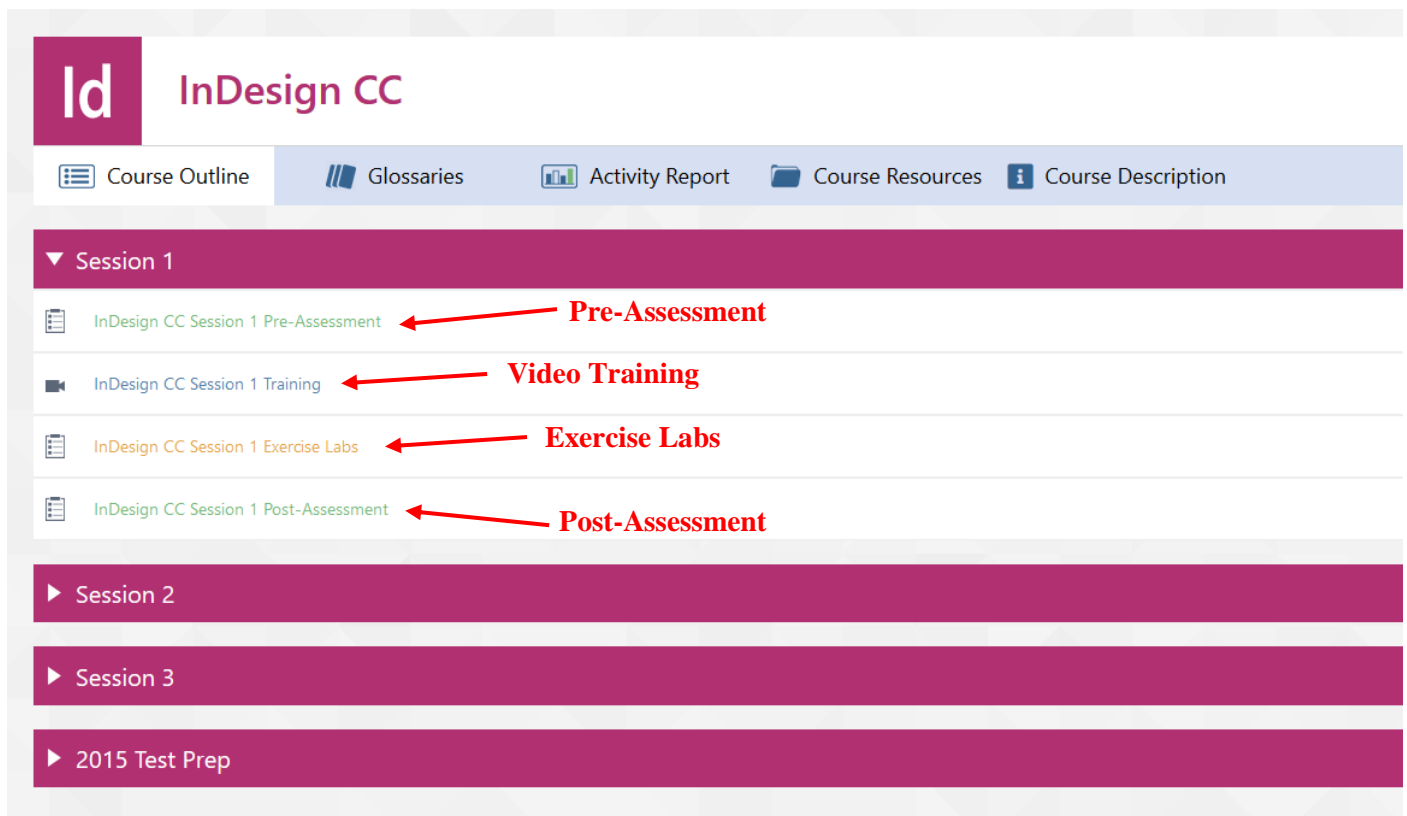 Id InDesign CC
Course Outline Glossaries Activity Report Course Resources Course Description
Session 1
InDesign CC Session 1 Pre-Assessment Pre-Assessment
InDesign CC Session 1 Training Video Training
InDesign CC Session 1 Exercise Labs Exercise Labs
InDesign CC Session 1 Post-Assessment Post-Assessment
Session 2
Session 3
2015 Test Prep